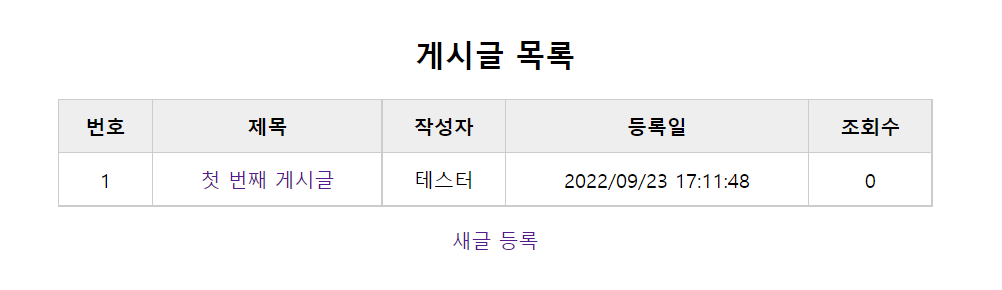 게시글 목록
번호 제목 작성자 등록일 조회수
1 첫 번째 게시글 테스터 2022/09/23 17:11:48 0
새글 등록